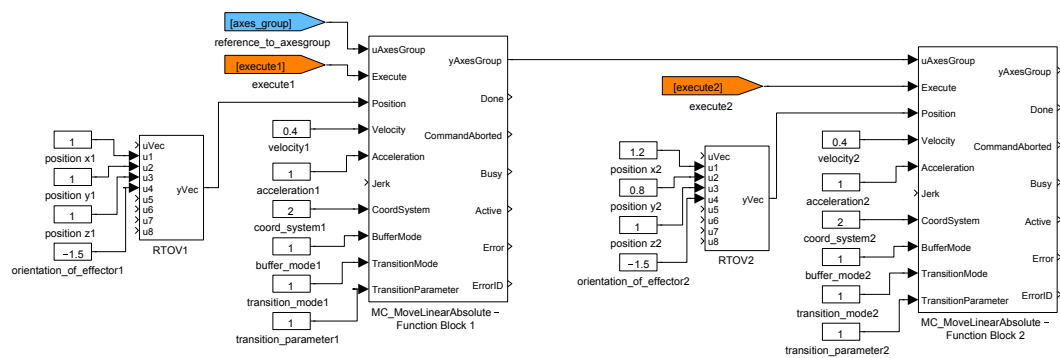 [axes_group]
reference_to_axesgroup
[execute1]
execute1
1
position x1
1
position y1
1
position z1
−1.5
orientation_of_effector1
uVec
u1
u2
u3
u4
u5
u6
u7
u8
yVec
RTOV1
0.4
velocity1
1
acceleration1
2
coord_system1
1
buffer_mode1
1
transition_mode1
1
transition_parameter1
uAxesGroup
Execute
Position
Velocity
Acceleration
Jerk
CoordSystem
BufferMode
TransitionMode
TransitionParameter
yAxesGroup
Done
CommandAborted
Busy
Active
Error
ErrorID
MC_MoveLinearAbsolute −
Function Block 1
[execute2]
execute2
1.2
position x2
0.8
position y2
1
position z2
−1.5
orientation_of_effector2
uVec
u1
u2
u3
u4
u5
u6
u7
u8
yVec
RTOV2
0.4
velocity2
1
acceleration2
2
coord_system2
1
buffer_mode2
1
transition_mode2
1
transition_parameter2
uAxesGroup
Execute
Position
Velocity
Acceleration
Jerk
CoordSystem
BufferMode
TransitionMode
TransitionParameter
yAxesGroup
Done
CommandAborted
Busy
Active
Error
ErrorID
MC_MoveLinearAbsolute −
Function Block 2